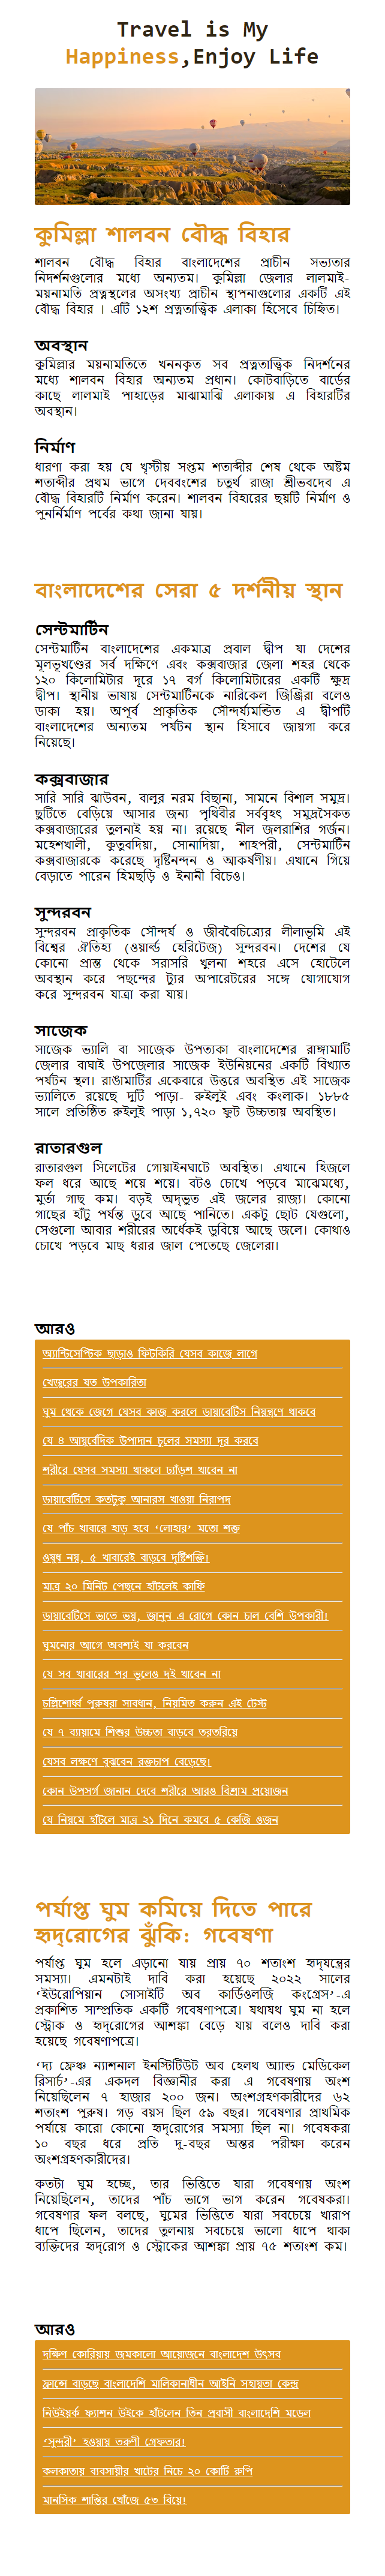 Travel is My
Happiness,Enjoy Life
কুমিল্লা শালবন বৌদ্ধ বিহার
শালবন বৌদ্ধ বিহার বাংলাদেশের প্রাচীন সভ্যতার
নিদর্শনগুলোর মধ্যে অন্যতম। কুমিল্লা জেলার লালমাই-
ময়নামতি প্রত্নস্থলের অসংখ্য প্রাচীন স্থাপনাগুলোর একটি এই
বৌদ্ধ বিহার । এটি ১২শ প্রত্নতাত্ত্বিক এলাকা হিসেবে চিহ্নিত।
অবস্থান
কুমিল্লার ময়নামতিতে খননকৃত সব প্রত্নতাত্ত্বিক নিদর্শনের
মধ্যে শালবন বিহার অন্যতম প্রধান। কোটবাড়িতে বার্ডের
কাছে লালমাই পাহাড়ের মাঝামাঝি এলাকায় এ বিহারটির
অবস্থান।
নির্মাণ
ধারণা করা হয় যে খৃস্টীয় সপ্তম শতাব্দীর শেষ থেকে অষ্টম
শতাব্দীর প্রথম ভাগে দেববংশের চতুর্থ রাজা শ্রীভবদেব এ
বৌদ্ধ বিহারটি নির্মাণ করেন। শালবন বিহারের ছয়টি নির্মাণ ও
পুনর্নির্মাণ পর্বের কথা জানা যায়।
বাংলাদেশের সেরা ৫ দর্শনীয় স্থান
সেন্টমার্টিন
সেন্টমার্টিন বাংলাদেশের একমাত্র প্রবাল দ্বীপ যা দেশের
মূলভূখণ্ডের সর্ব দক্ষিণে এবং কক্সবাজার জেলা শহর থেকে
১২০ কিলোমিটার দূরে ১৭ বর্গ কিলোমিটারের একটি ক্ষুদ্র
দ্বীপ। স্থানীয় ভাষায় সেন্টমার্টিনকে নারিকেল জিঞ্জিরা বলেও
ডাকা হয়। অপূর্ব প্রাকৃতিক সৌন্দর্য্যমন্ডিত এ দ্বীপটি
বাংলাদেশের অন্যতম পর্যটন স্থান হিসাবে জায়গা করে
নিয়েছে।
কক্সবাজার
সারি সারি ঝাউবন, বালুর নরম বিছানা, সামনে বিশাল সমুদ্র।
ছুটিতে বেড়িয়ে আসার জন্য পৃথিবীর সর্ববৃহৎ সমুদ্রসৈকত
কক্সবাজারের তুলনাই হয় না। রয়েছে নীল জলরাশির গর্জন।
মহেশখালী, কুতুবদিয়া, সোনাদিয়া, শাহপরী, সেন্টমার্টিন
কক্সবাজারকে করেছে দৃষ্টিনন্দন ও আকর্ষণীয়। এখানে গিয়ে
বেড়াতে পারেন হিমছড়ি ও ইনানী বিচেও।
সুন্দরবন
সুন্দরবন প্রাকৃতিক সৌন্দর্য ও জীববৈচিত্র্যের লীলাভূমি এই
বিশ্বের ঐতিহ্য (ওয়ার্ল্ড হেরিটেজ) সুন্দরবন। দেশের যে
কোনো প্রান্ত থেকে সরাসরি খুলনা শহরে এসে হোটেলে
অবস্থান করে পছন্দের ট্যুর অপারেটরের সঙ্গে যোগাযোগ
করে সুন্দরবন যাত্রা করা যায়।
সাজেক
সাজেক ভ্যালি বা সাজেক উপত্যকা বাংলাদেশের রাঙ্গামাটি
জেলার বাঘাই উপজেলার সাজেক ইউনিয়নের একটি বিখ্যাত
পর্যটন স্থল। রাঙামাটির একেবারে উত্তরে অবস্থিত এই সাজেক
ভ্যালিতে রয়েছে দুটি পাড়া- রুইলুই এবং কংলাক। ১৮৮৫
সালে প্রতিষ্ঠিত রুইলুই পাড়া ১,৭২০ ফুট উচ্চতায় অবস্থিত।
রাতারগুল
রাতারগুল সিলেটের গোয়াইনঘাটে অবস্থিত। এখানে হিজলে
ফল ধরে আছে শয়ে শয়ে। বটও চোখে পড়বে মাঝেমধ্যে,
মুর্তা গাছ কম। বড়ই অদ্ভুত এই জলের রাজ্য। কোনো
গাছের হাঁটু পর্যন্ত ডুবে আছে পানিতে। একটু ছোট যেগুলো,
সেগুলো আবার শরীরের অর্ধেকই ডুবিয়ে আছে জলে। কোথাও
চোখে পড়বে মাছ ধরার জাল পেতেছে জেলেরা।
আরও
অ্যান্টিসেপ্টিক ছাড়াও ফিটকিরি যেসব কাজে লাগে
খেজুরের যত উপকারিতা
ঘুম থেকে জেগে যেসব কাজ করলে ডায়াবেটিস নিয়ন্ত্রণে থাকবে
যে ৪ আয়ুর্বেদিক উপাদান চুলের সমস্যা দূর করবে
শরীরে যেসব সমস্যা থাকলে ঢ্যাঁড়শ খাবেন না
ডায়াবেটিসে কতটুকু আনারস খাওয়া নিরাপদ
যে পাঁচ খাবারে হাড় হবে ‘লোহার’ মতো শক্ত
ওষুধ নয়, ৫ খাবারেই বাড়বে দৃষ্টিশক্তি!
মাত্র ২০ মিনিট পেছনে হাঁটলেই কাফি
ডায়াবেটিসে ভাতে ভয়, জানুন এ রোগে কোন চাল বেশি উপকারী!
ঘুমানোর আগে অবশ্যই যা করবেন
যে সব খাবারের পর ভুলেও দই খাবেন না
চল্লিশোর্ধ্ব পুরুষরা সাবধান, নিয়মিত করুন এই টেস্ট
যে ৭ ব্যায়ামে শিশুর উচ্চতা বাড়বে তরতরিয়ে
যেসব লক্ষণে বুঝবেন রক্তচাপ বেড়েছে!
কোন উপসর্গ জানান দেবে শরীরে আরও বিশ্রাম প্রয়োজন
যে নিয়মে হাঁটলে মাত্র ২১ দিনে কমবে ৫ কেজি ওজন
পর্যাপ্ত ঘুম কমিয়ে দিতে পারে
হৃদ্‌রোগের ঝুঁকি: গবেষণা
পর্যাপ্ত ঘুম হলে এড়ানো যায় প্রায় ৭০ শতাংশ হৃদ্‌যন্ত্রের
সমস্যা। এমনটাই দাবি করা হয়েছে ২০২২ সালের
‘ইউরোপিয়ান সোসাইটি অব কার্ডিওলজি কংগ্রেস’-এ
প্রকাশিত সাম্প্রতিক একটি গবেষণাপত্রে। যথাযথ ঘুম না হলে
স্ট্রোক ও হৃদ্‌রোগের আশঙ্কা বেড়ে যায় বলেও দাবি করা
হয়েছে গবেষণাপত্রে।
‘দ্য ফ্রেঞ্চ ন্যাশনাল ইনস্টিটিউট অব হেলথ অ্যান্ড মেডিকেল
রিসার্চ’-এর একদল বিজ্ঞানীর করা এ গবেষণায় অংশ
নিয়েছিলেন ৭ হাজার ২০০ জন। অংশগ্রহণকারীদের ৬২
শতাংশ পুরুষ। গড় বয়স ছিল ৫৯ বছর। গবেষণার প্রাথমিক
পর্যায়ে কারো কোনো হৃদ্‌রোগের সমস্যা ছিল না। গবেষকরা
১০ বছর ধরে প্রতি দু-বছর অন্তর পরীক্ষা করেন
অংশগ্রহণকারীদের।
কতটা ঘুম হচ্ছে, তার ভিত্তিতে যারা গবেষণায় অংশ
নিয়েছিলেন, তাদের পাঁচ ভাগে ভাগ করেন গবেষকরা।
গবেষণার ফল বলছে, ঘুমের ভিত্তিতে যারা সবচেয়ে খারাপ
ধাপে ছিলেন, তাদের তুলনায় সবচেয়ে ভালো ধাপে থাকা
ব্যক্তিদের হৃদ্‌রোগ ও স্ট্রোকের আশঙ্কা প্রায় ৭৫ শতাংশ কম।
আরও
দক্ষিণ কোরিয়ায় জমকালো আয়োজনে বাংলাদেশ উৎসব
ফ্রান্সে বাড়ছে বাংলাদেশি মালিকানাধীন আইনি সহায়তা কেন্দ্র
নিউইয়র্ক ফ্যাশন উইকে হাঁটলেন তিন প্রবাসী বাংলাদেশি মডেল
‘সুন্দরী’ হওয়ায় তরুণী গ্রেফতার!
কলকাতায় ব্যবসায়ীর খাটের নিচে ২০ কোটি রুপি
মানসিক শান্তির খোঁজে ৫৩ বিয়ে!